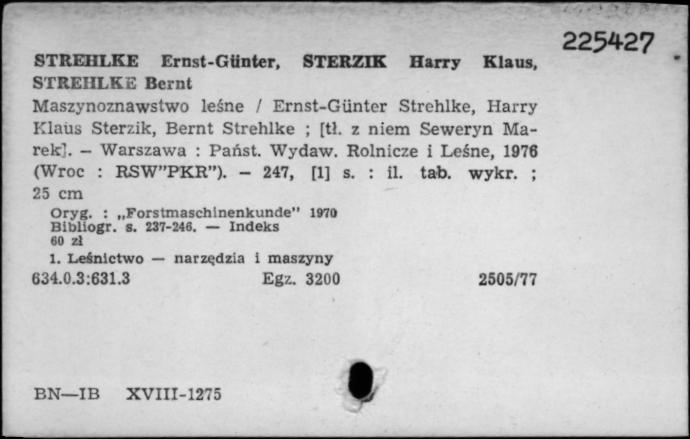 225427
STREHLKE Ernst-Günter, STERZIK Harry Klaus,
STREHLKE Bernt
Maszynoznawstwo leśne / Ernst-Günter Strehlke, Harry
Klaus Sterzik, Bernt Strehlke ; [tł. z niem Seweryn Ma-
rek]. — Warszawa : Państ. Wydaw. Rolnicze i Leśne, 1976
(Wroc : RSW”PKR”). — 247, [1] s. : il. tab. wykr. ;
25 cm
Oryg. : „Forstmaschinenkunde” 1970
Bibliogr. s. 237-246. — Indeks
60 zł
1. Leśnictwo — narzędzia i maszyny
634.0.3:631.3 Egz. 3200 2505/77
BN—IB XVIII-1275